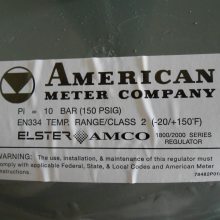 AMERICAN
METER COMPANY
Pi = 10 BAR (150 PSIG)
EN334 TEMP. RANGE/CLASS 2 (-20/+150°F)
ELSTER AMCO 1800/2000 SERIES
REGULATOR
WARNING: The use, installation, & maintenance of this regulator must
comply with applicable Federal, State, & Local Codes and American Meter